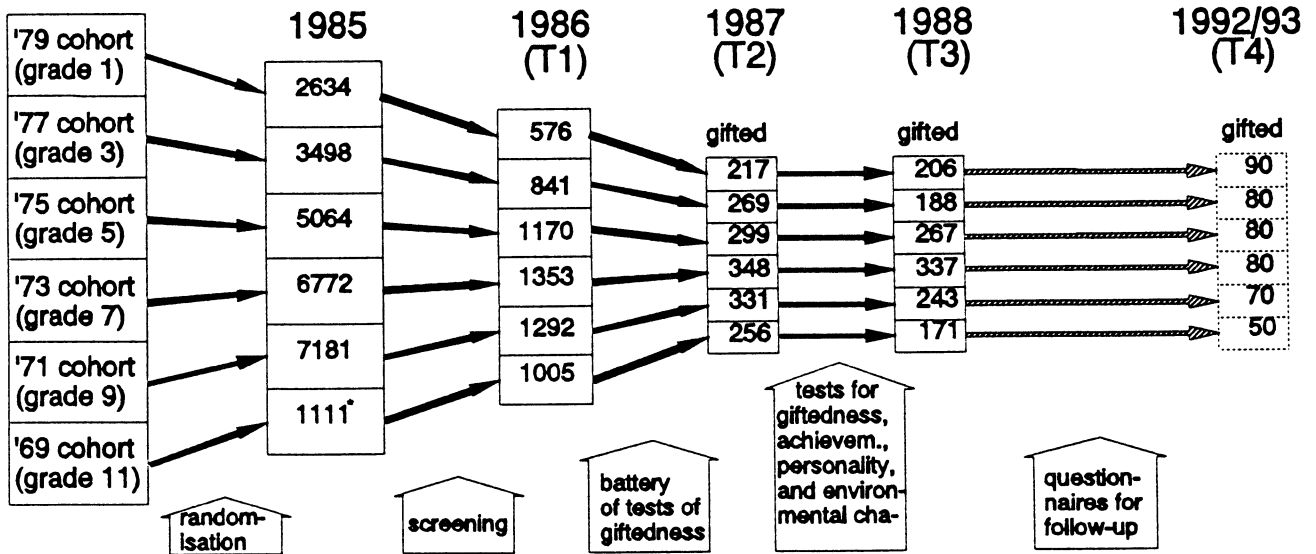 '79 cohort
(grade 1)
'77 cohort
(grade 3)
'75 cohort
(grade 5)
'73 cohort
(grade 7)
'71 cohort
(grade 9)
'69 cohort
(grade 11)
1985
2634
3498
5064
6772
7181
1111*
1986
(T1)
576
841
1170
1353
1292
1005
1987
(T2)
gifted
217
269
299
348
331
256
1988
(T3)
gifted
206
188
267
337
243
171
1992/93
(T4)
gifted
90
80
80
80
70
50
random-
isation
screening
battery
of tests of
giftedness
tests for
giftedness,
achievem.,
personality,
and environ-
mental cha-
question-
naires for
follow-up